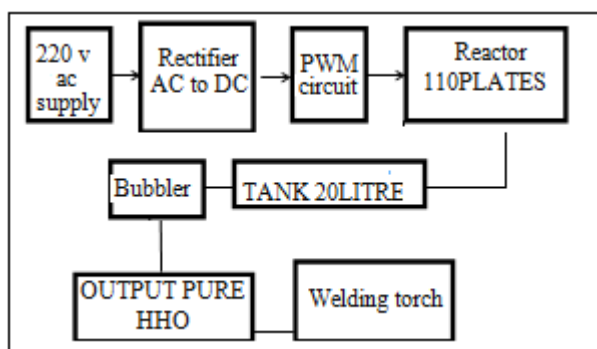 220 v
ac
supply
Rectifier
AC to DC
PWM
circuit
Reactor
110PLATES
Bubbler
TANK 20LITRE
OUTPUT PURE
HHO
Welding torch